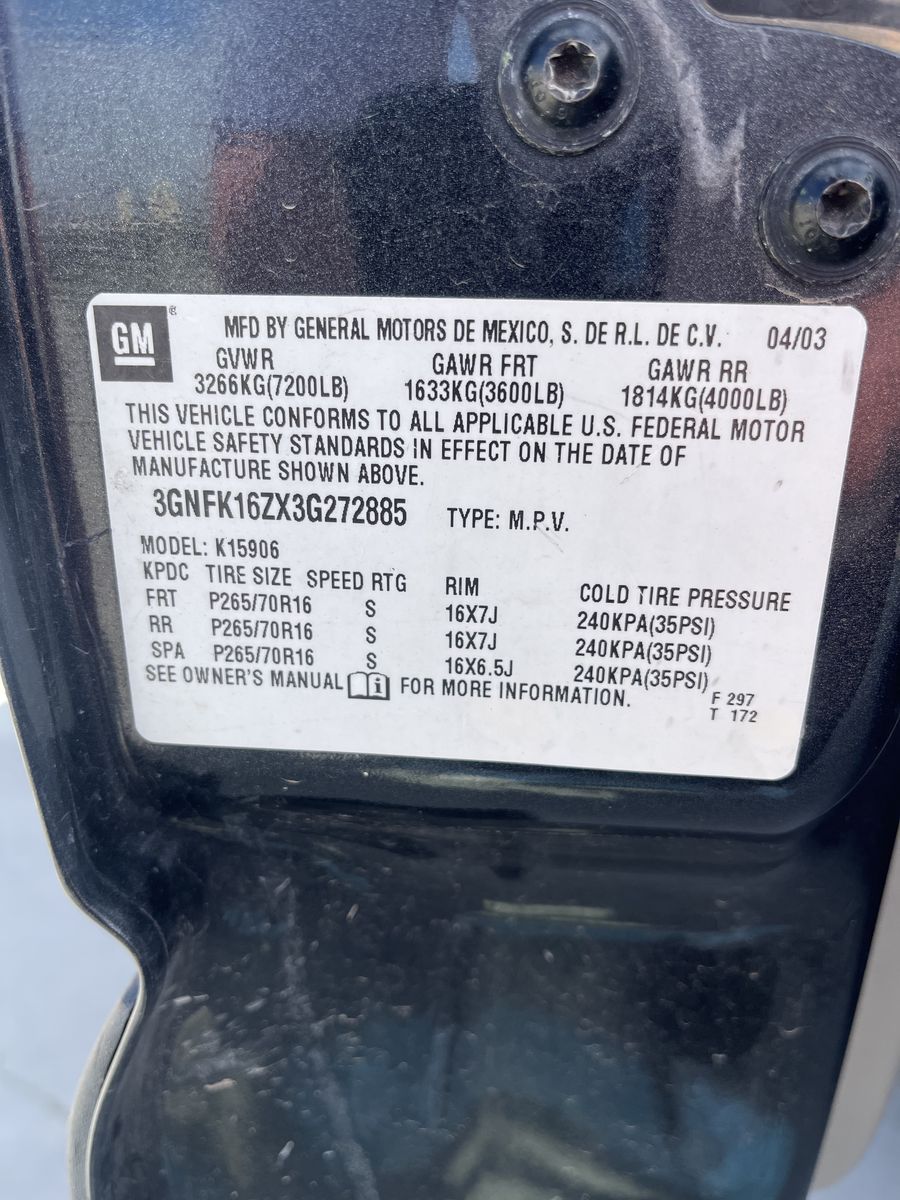 GM
MFD BY GENERAL MOTORS DE MEXICO, S. DE R.L. DE C.V. 04/03
GVWR GAWR FRT GAWR RR
3266KG(7200LB) 1633KG(3600LB) 1814KG(4000LB)
THIS VEHICLE CONFORMS TO ALL APPLICABLE U.S. FEDERAL MOTOR
VEHICLE SAFETY STANDARDS IN EFFECT ON THE DATE OF
MANUFACTURE SHOWN ABOVE.
3GNFK16ZX3G272885 TYPE: M.P.V.
MODEL: K15906
KPDC TIRE SIZE SPEED RTG RIM COLD TIRE PRESSURE
FRT P265/70R16 S 16X7J 240KPA(35PSI)
RR P265/70R16 S 16X7J 240KPA(35PSI)
SPA P265/70R16 S 16X6.5J 240KPA(35PSI)
SEE OWNER'S MANUAL FOR MORE INFORMATION.
F 297
T 172